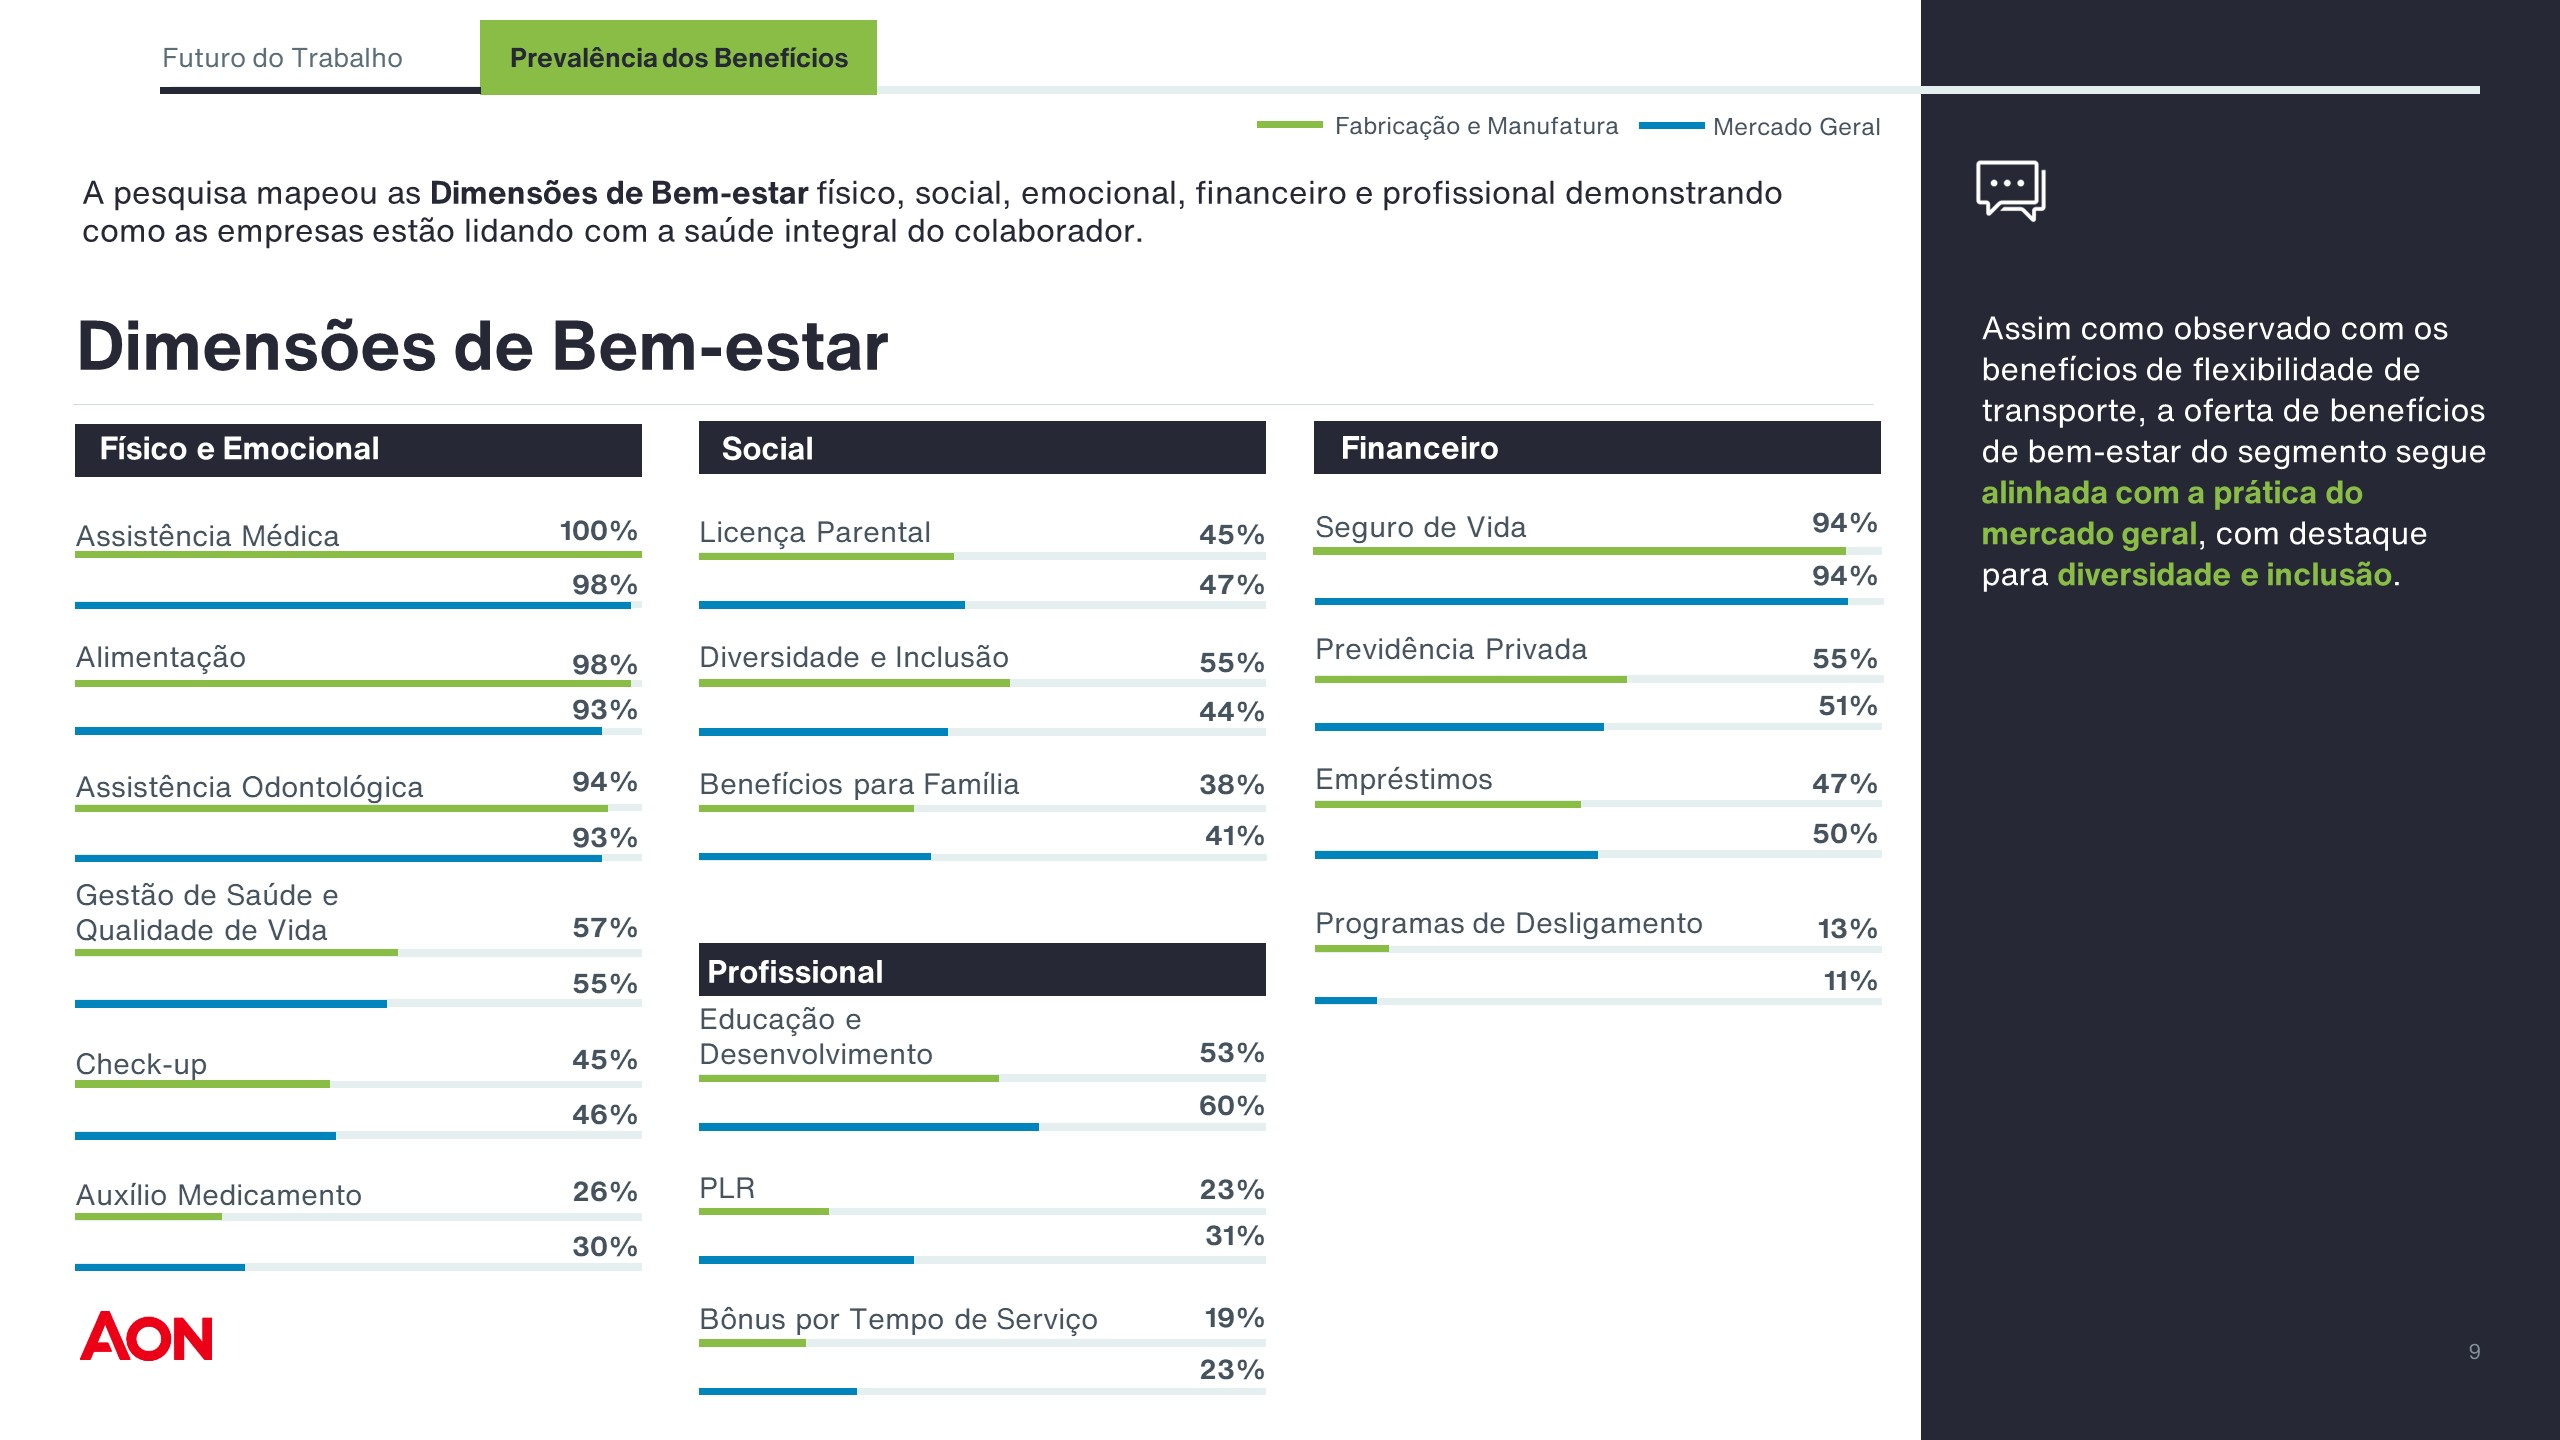 Futuro do Trabalho
Prevalência dos Benefícios
Fabricação e Manufatura
Mercado Geral
A pesquisa mapeou as Dimensões de Bem-estar físico, social, emocional, financeiro e profissional demonstrando
como as empresas estão lidando com a saúde integral do colaborador.
Dimensões de Bem-estar
Físico e Emocional
Assistência Médica
100%
98%
Alimentação
98%
93%
Assistência Odontológica
94%
93%
Gestão de Saúde e
Qualidade de Vida
57%
55%
Check-up
45%
46%
Auxílio Medicamento
26%
30%
Social
Licença Parental
45%
47%
Diversidade e Inclusão
55%
44%
Benefícios para Família
38%
41%
Profissional
Educação e
Desenvolvimento
53%
60%
PLR
23%
31%
Bônus por Tempo de Serviço
19%
23%
Financeiro
Seguro de Vida
94%
94%
Previdência Privada
55%
51%
Empréstimos
47%
50%
Programas de Desligamento
13%
11%
Assim como observado com os
benefícios de flexibilidade de
transporte, a oferta de benefícios
de bem-estar do segmento segue
alinhada com a prática do
mercado geral, com destaque
para diversidade e inclusão.
AON
9